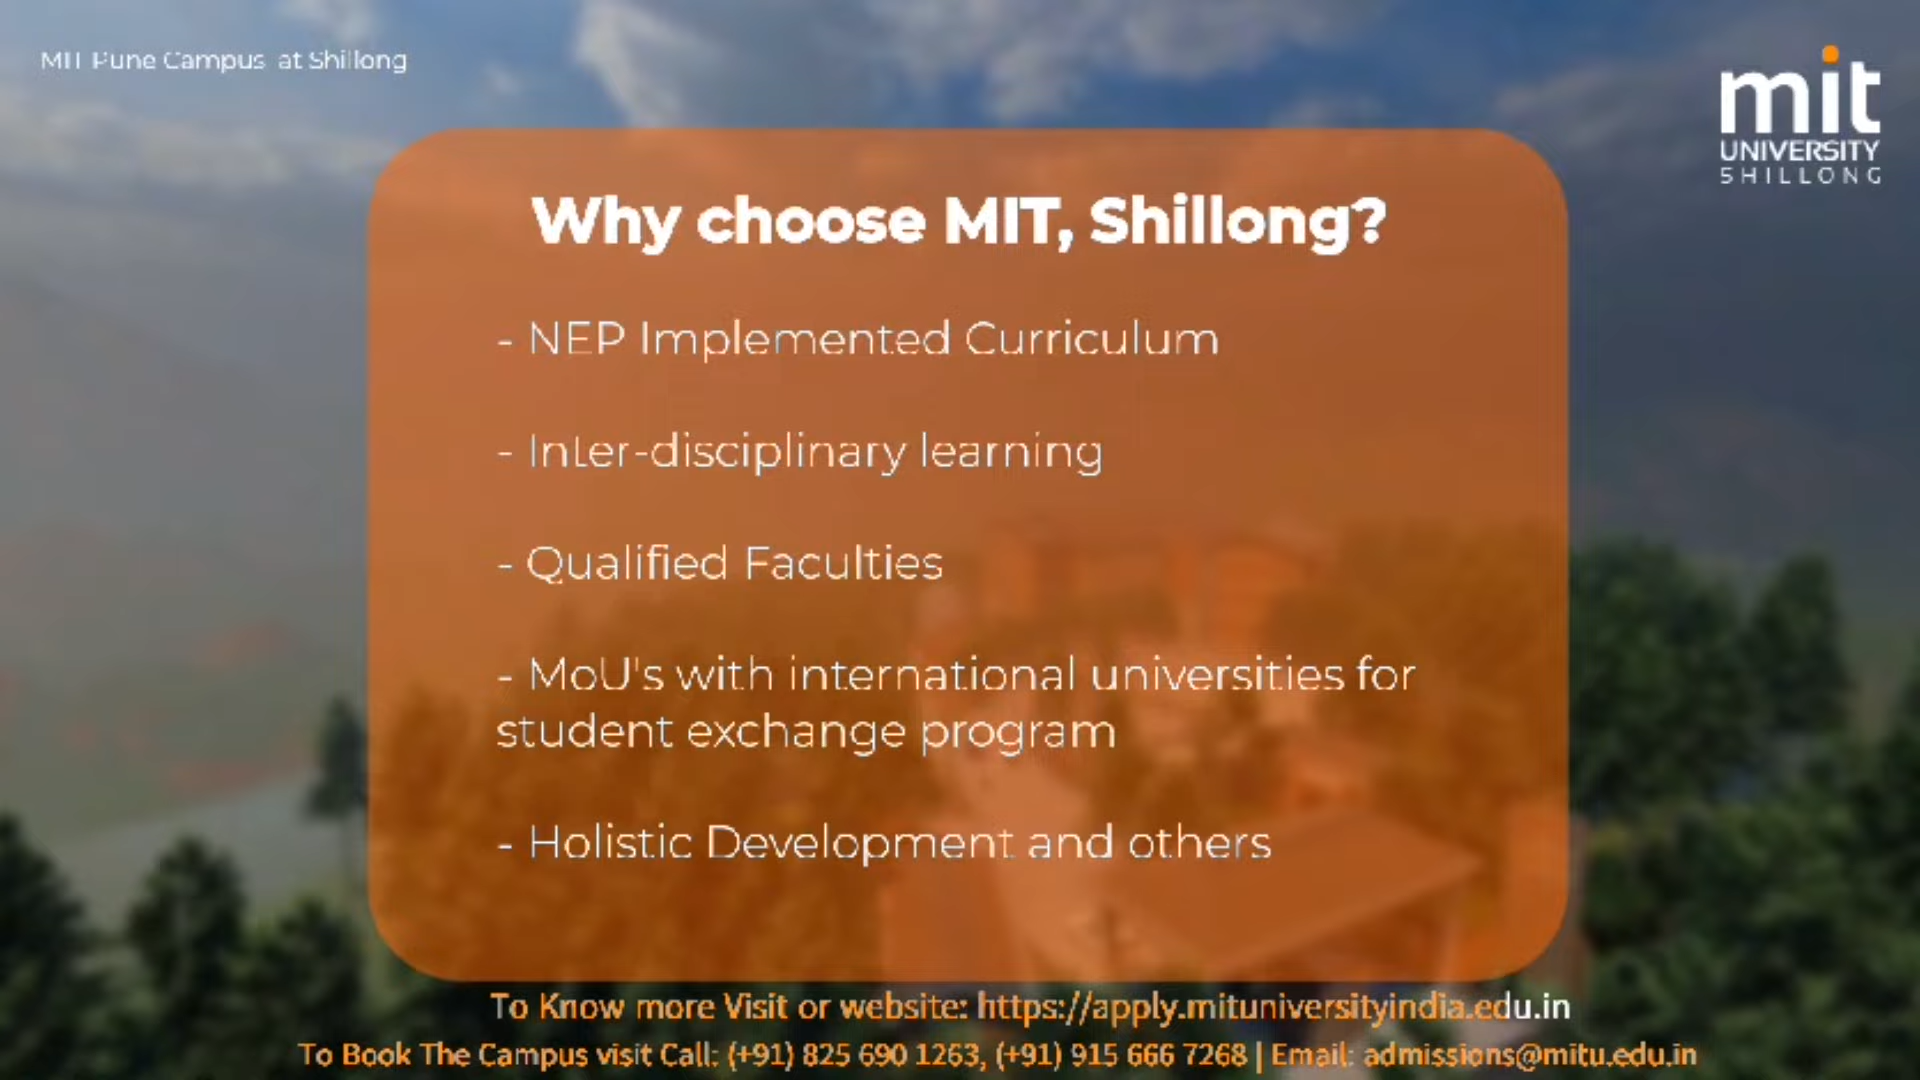 MIT Pune Campus at Shillong
mit
UNIVERSITY
SHILLONG
Why choose MIT, Shillong?
- NEP Implemented Curriculum
- Inter-disciplinary learning
- Qualified Faculties
- MoU's with international universities for
student exchange program
- Holistic Development and others
To Know more Visit or website: https://apply.mituniversityindia.edu.in
To Book The Campus visit Call: (+91) 825 690 1263, (+91) 915 666 7268 | Email: admissions@mitu.edu.in